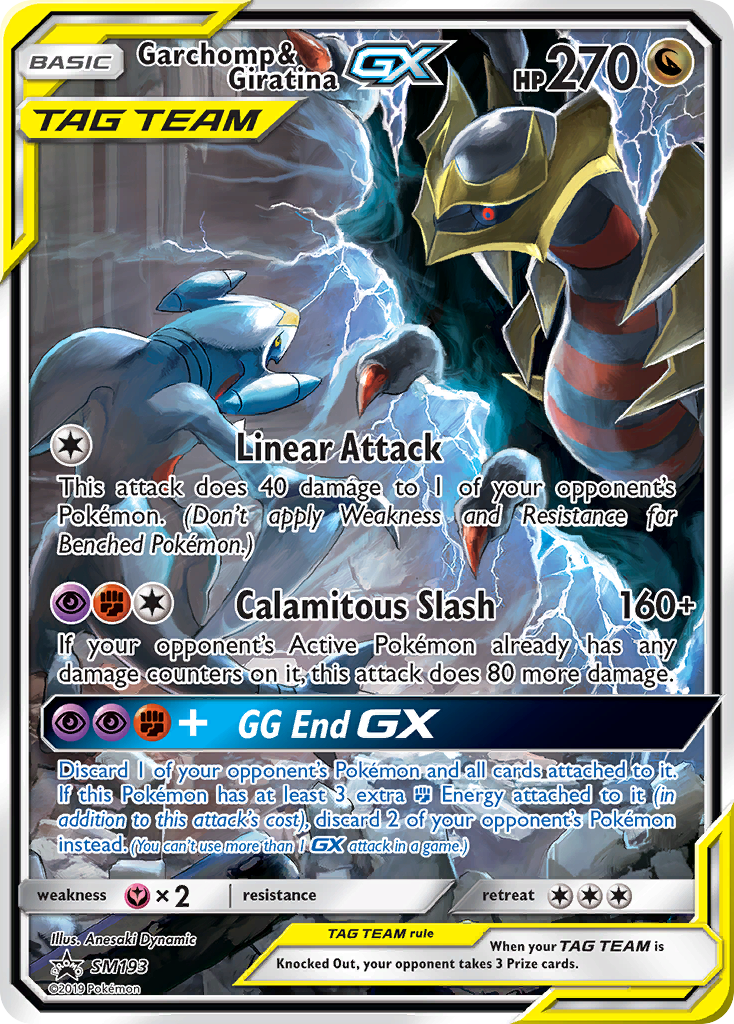 BASIC
Garchomp&
Giratina GX
HP270
TAG TEAM
Linear Attack
This attack does 40 damage to 1 of your opponent's
Pokémon. (Don't apply Weakness and Resistance for
Benched Pokémon.)
Calamitous Slash 160+
If your opponent's Active Pokémon already has any
damage counters on it, this attack does 80 more damage.
+ GG End GX
Discard 1 of your opponent's Pokémon and all cards attached to it.
If this Pokémon has at least 3 extra Energy attached to it (in
addition to this attack's cost), discard 2 of your opponent's Pokémon
instead. (You can't use more than 1 GX attack in a game.)
weakness ×2 resistance retreat
Illus. Anesaki Dynamic
SM193
©2019 Pokémon
TAG TEAM rule
When your TAG TEAM is
Knocked Out, your opponent takes 3 Prize cards.